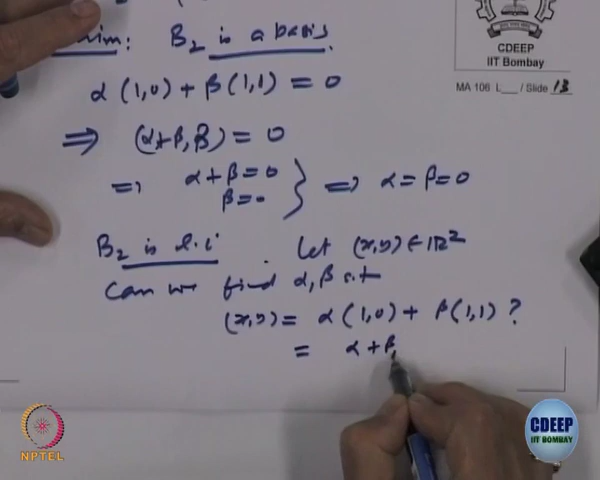 CDEEP
IIT Bombay
MA 106 L___/ Slide 13
im: B₂ is a basis.
α(1,0) + β(1,1) = 0
⇒ (α+β, β) = 0
⇒ α+β=0
β=0 } ⇒ α=β=0
B₂ is l.i. Let (x,y) ∈ ℝ²
Can we find α,β s.t
(x,y) = α(1,0) + β(1,1)?
= α+β,
NPTEL
CDEEP
IIT BOMBAY